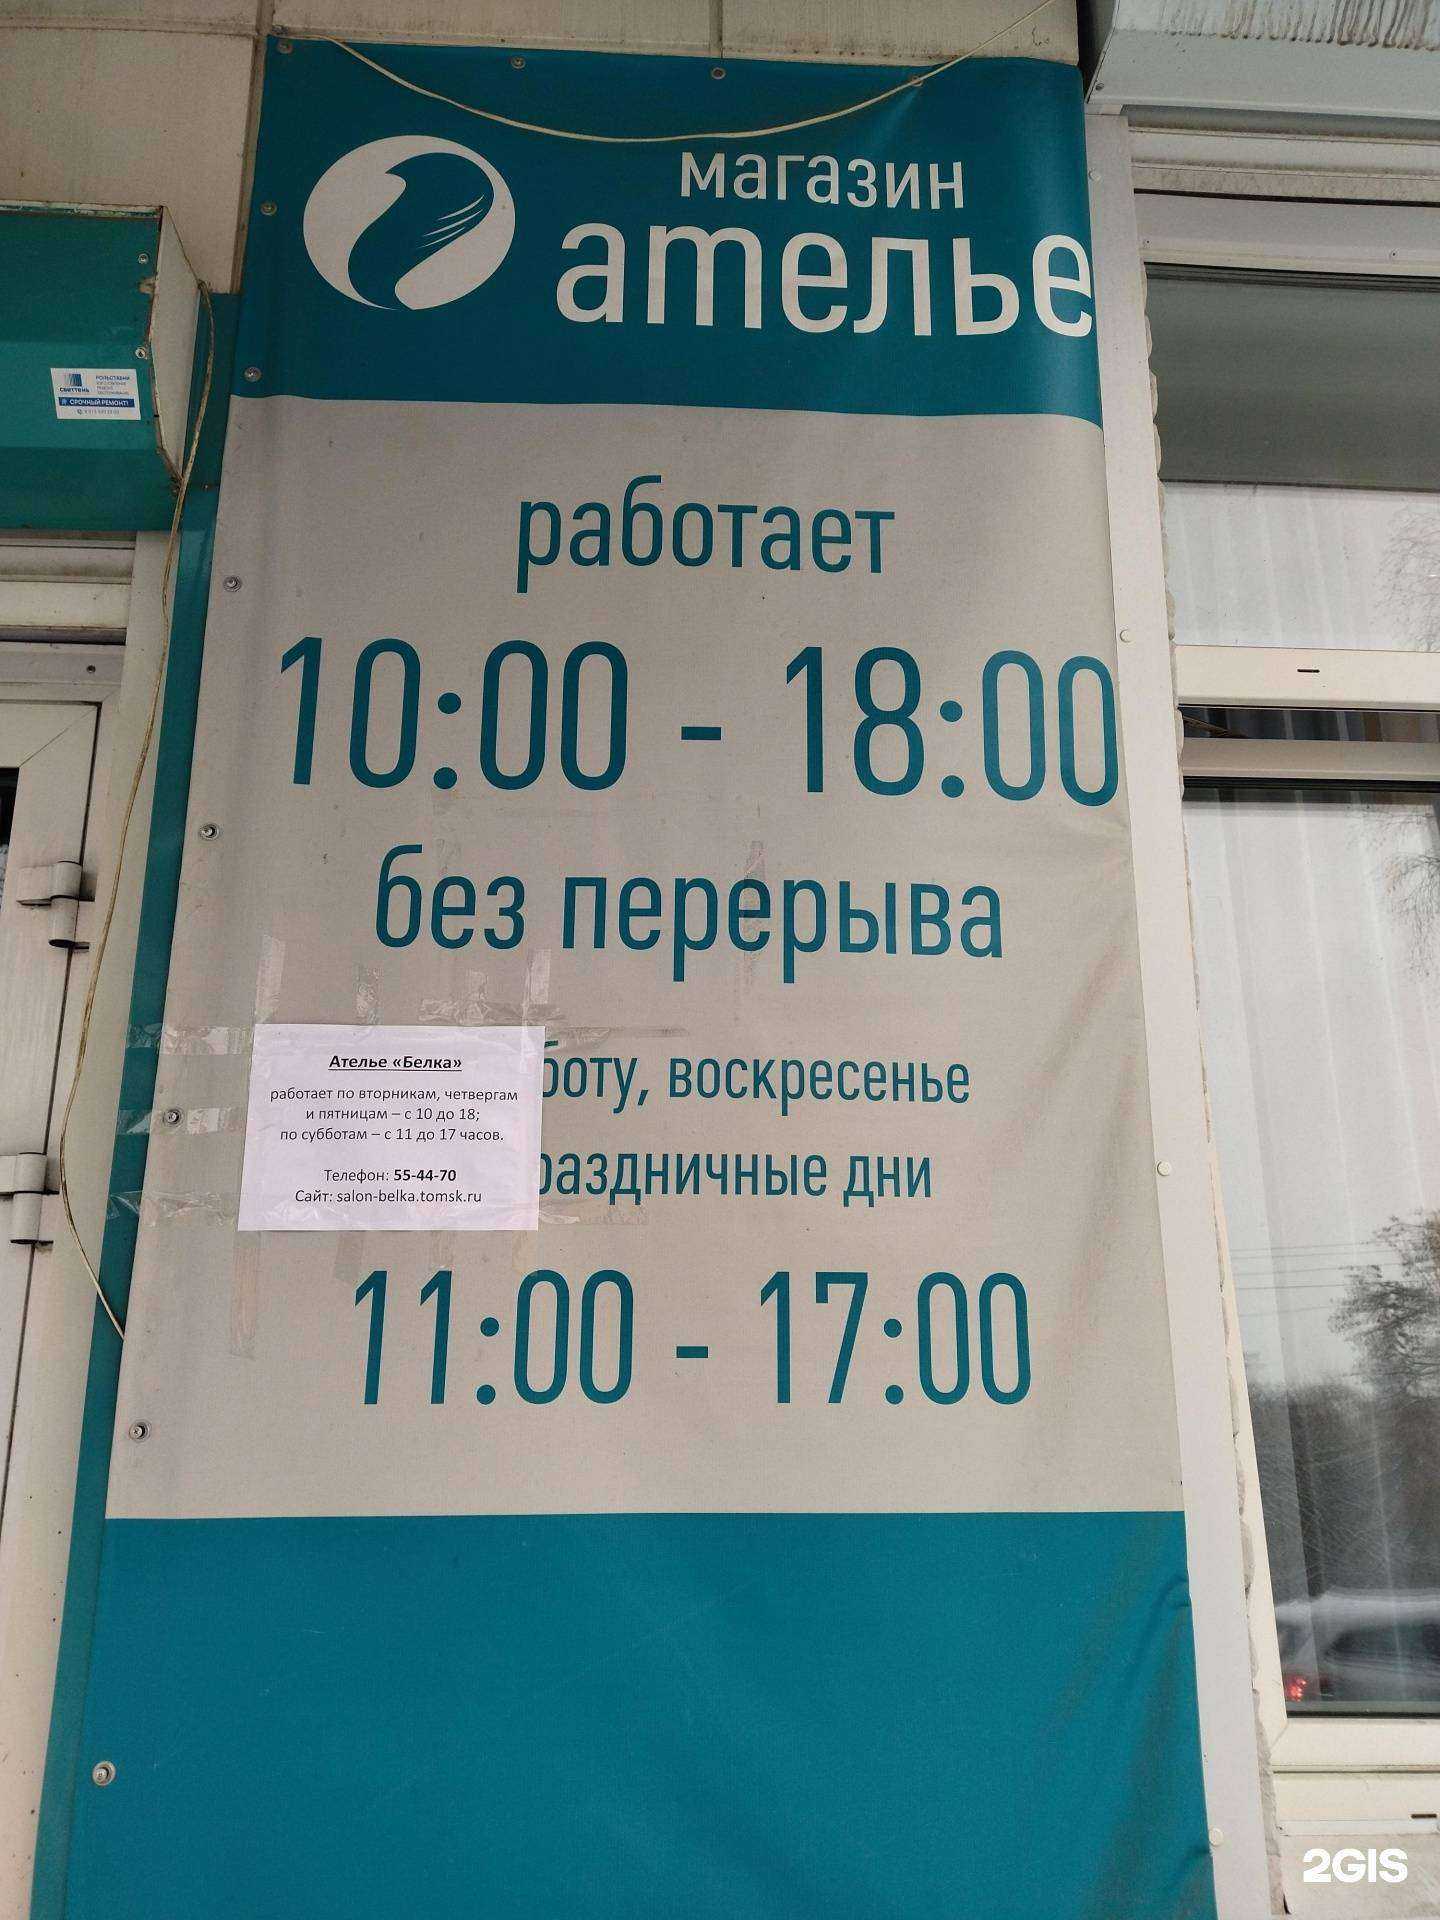 магазин
ателье
СВЕТТЕНЬ
РОЛЬСТАВНИ
СРОЧНЫЙ РЕМОНТ!
работает
10:00 - 18:00
без перерыва
боту, воскресенье
раздничные дни
11:00 - 17:00
Ателье «Белка»
работает по вторникам, четвергам
и пятницам – с 10 до 18;
по субботам – с 11 до 17 часов.
Телефон: 55-44-70
Сайт: salon-belka.tomsk.ru
2GIS